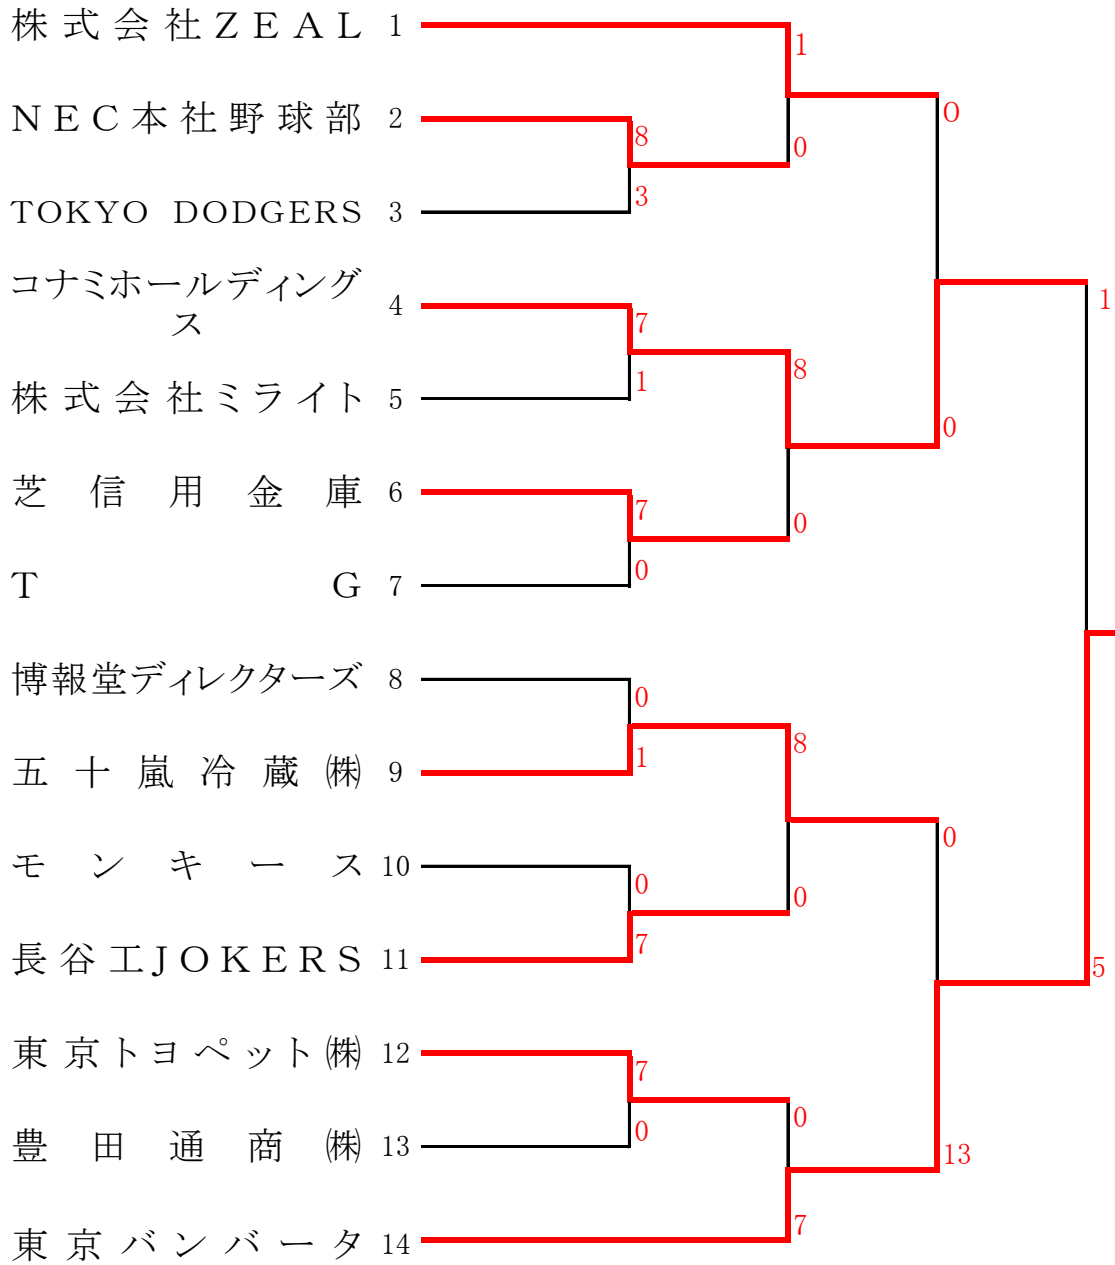 株式会社ZEAL 1
1
NEC本社野球部 2
0
8
0
3
TOKYO DODGERS 3
コナミホールディング
ス
4
1
7
8
1
株式会社ミライト 5
0
芝信用金庫 6
7
0
0
TG 7
博報堂ディレクターズ 8
0
8
1
五十嵐冷蔵㈱ 9
0
モンキース 10
0
0
7
長谷工JOKERS 11
5
東京トヨペット㈱ 12
7
0
0
豊田通商㈱ 13
13
7
東京バンバータ 14